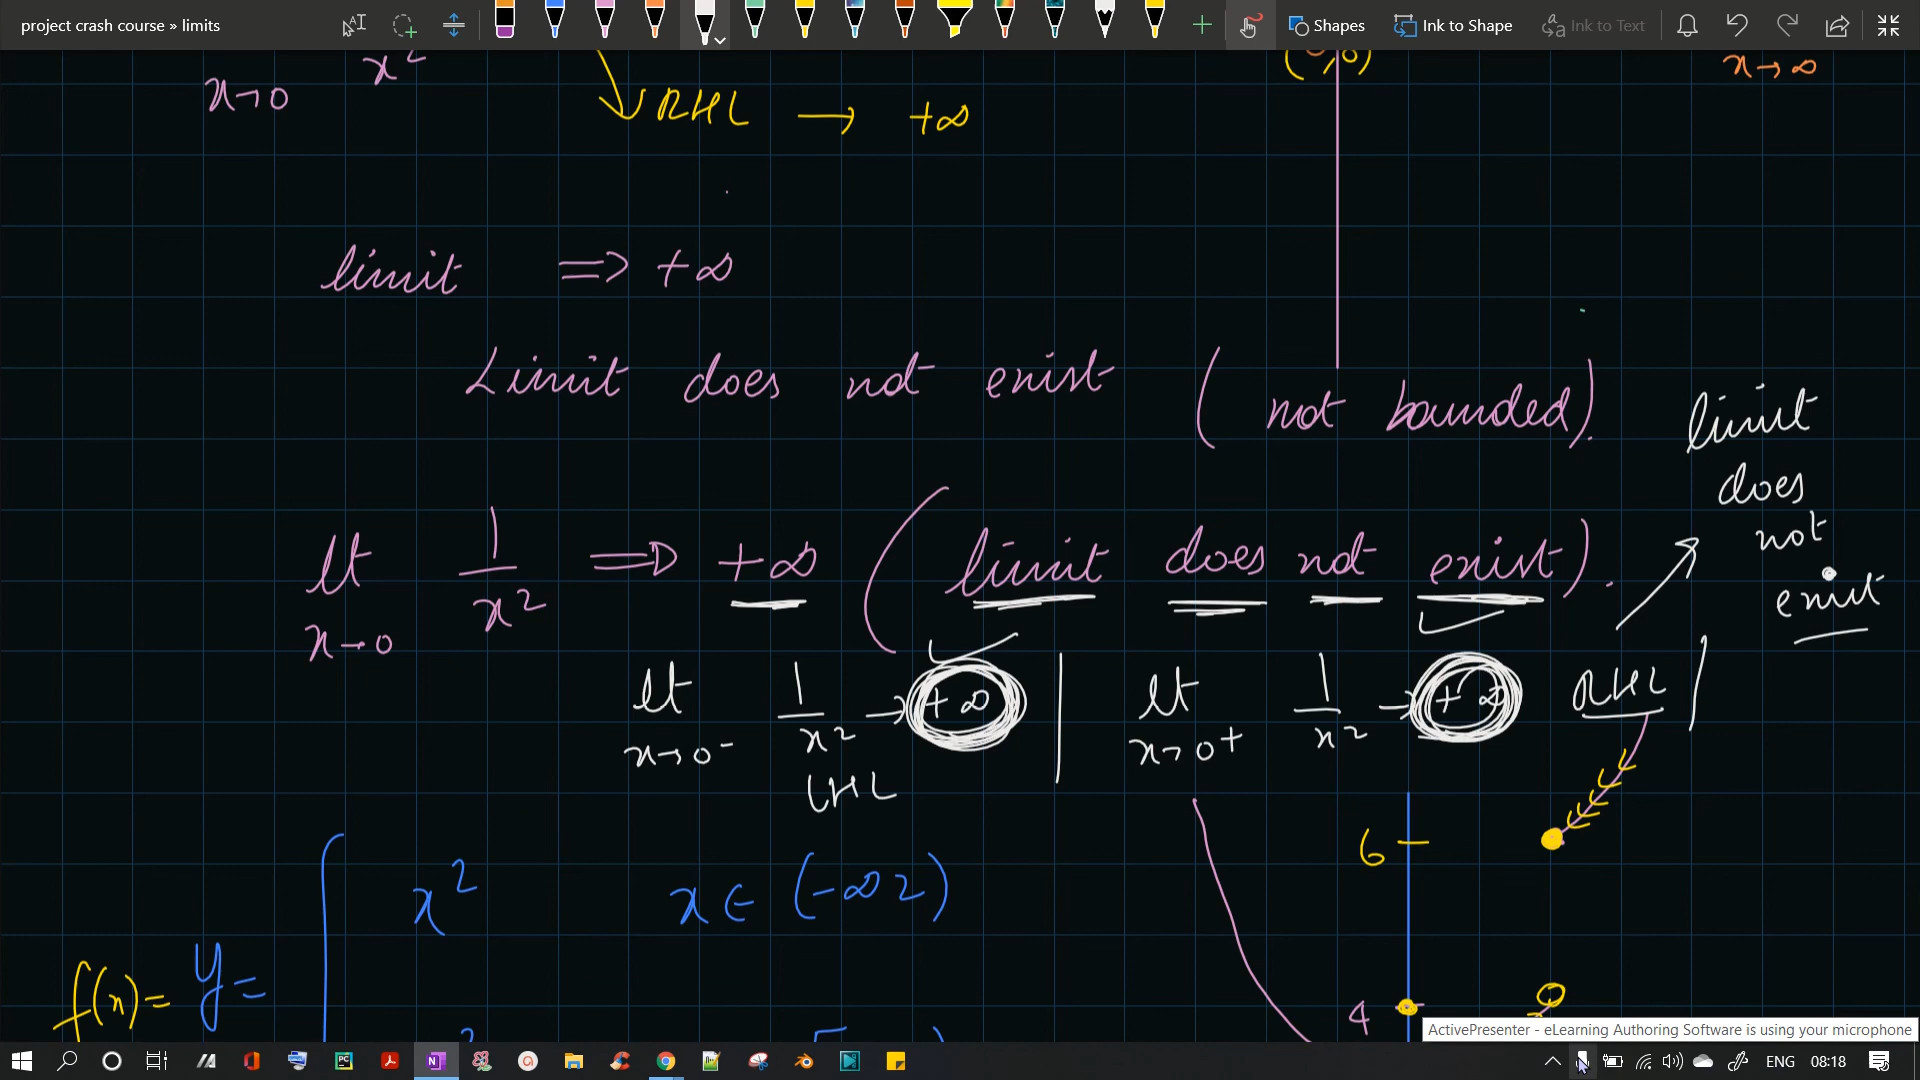 project crash course » limits
Shapes
Ink to Shape
Ink to Text
x→0
x²
RHL → +∞
x→∞
limit => +∞
Limit does not exist (not bounded).
limit
does
not
exist
lt 1/x² => +∞ (limit does not exist).
x→0
lt 1/x² → +∞ | lt 1/x² → +∞ RHL
x→0⁻
x→0+
LHL
6
x² x∈(-∞ 2)
f(x)= y=
4
ActivePresenter - eLearning Authoring Software is using your microphone
ENG 08:18